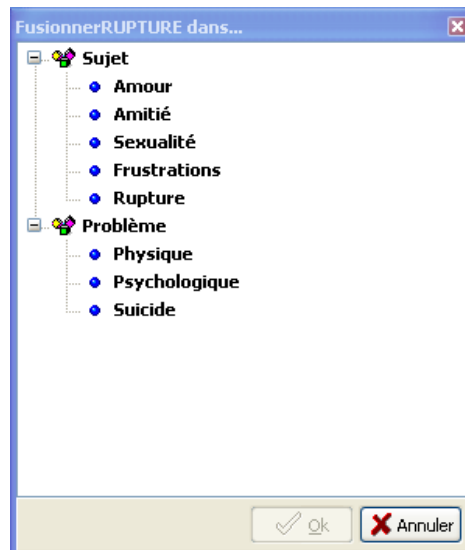 FusionnerRUPTURE dans...
Sujet
Amour
Amitié
Sexualité
Frustrations
Rupture
Problème
Physique
Psychologique
Suicide
Ok Annuler